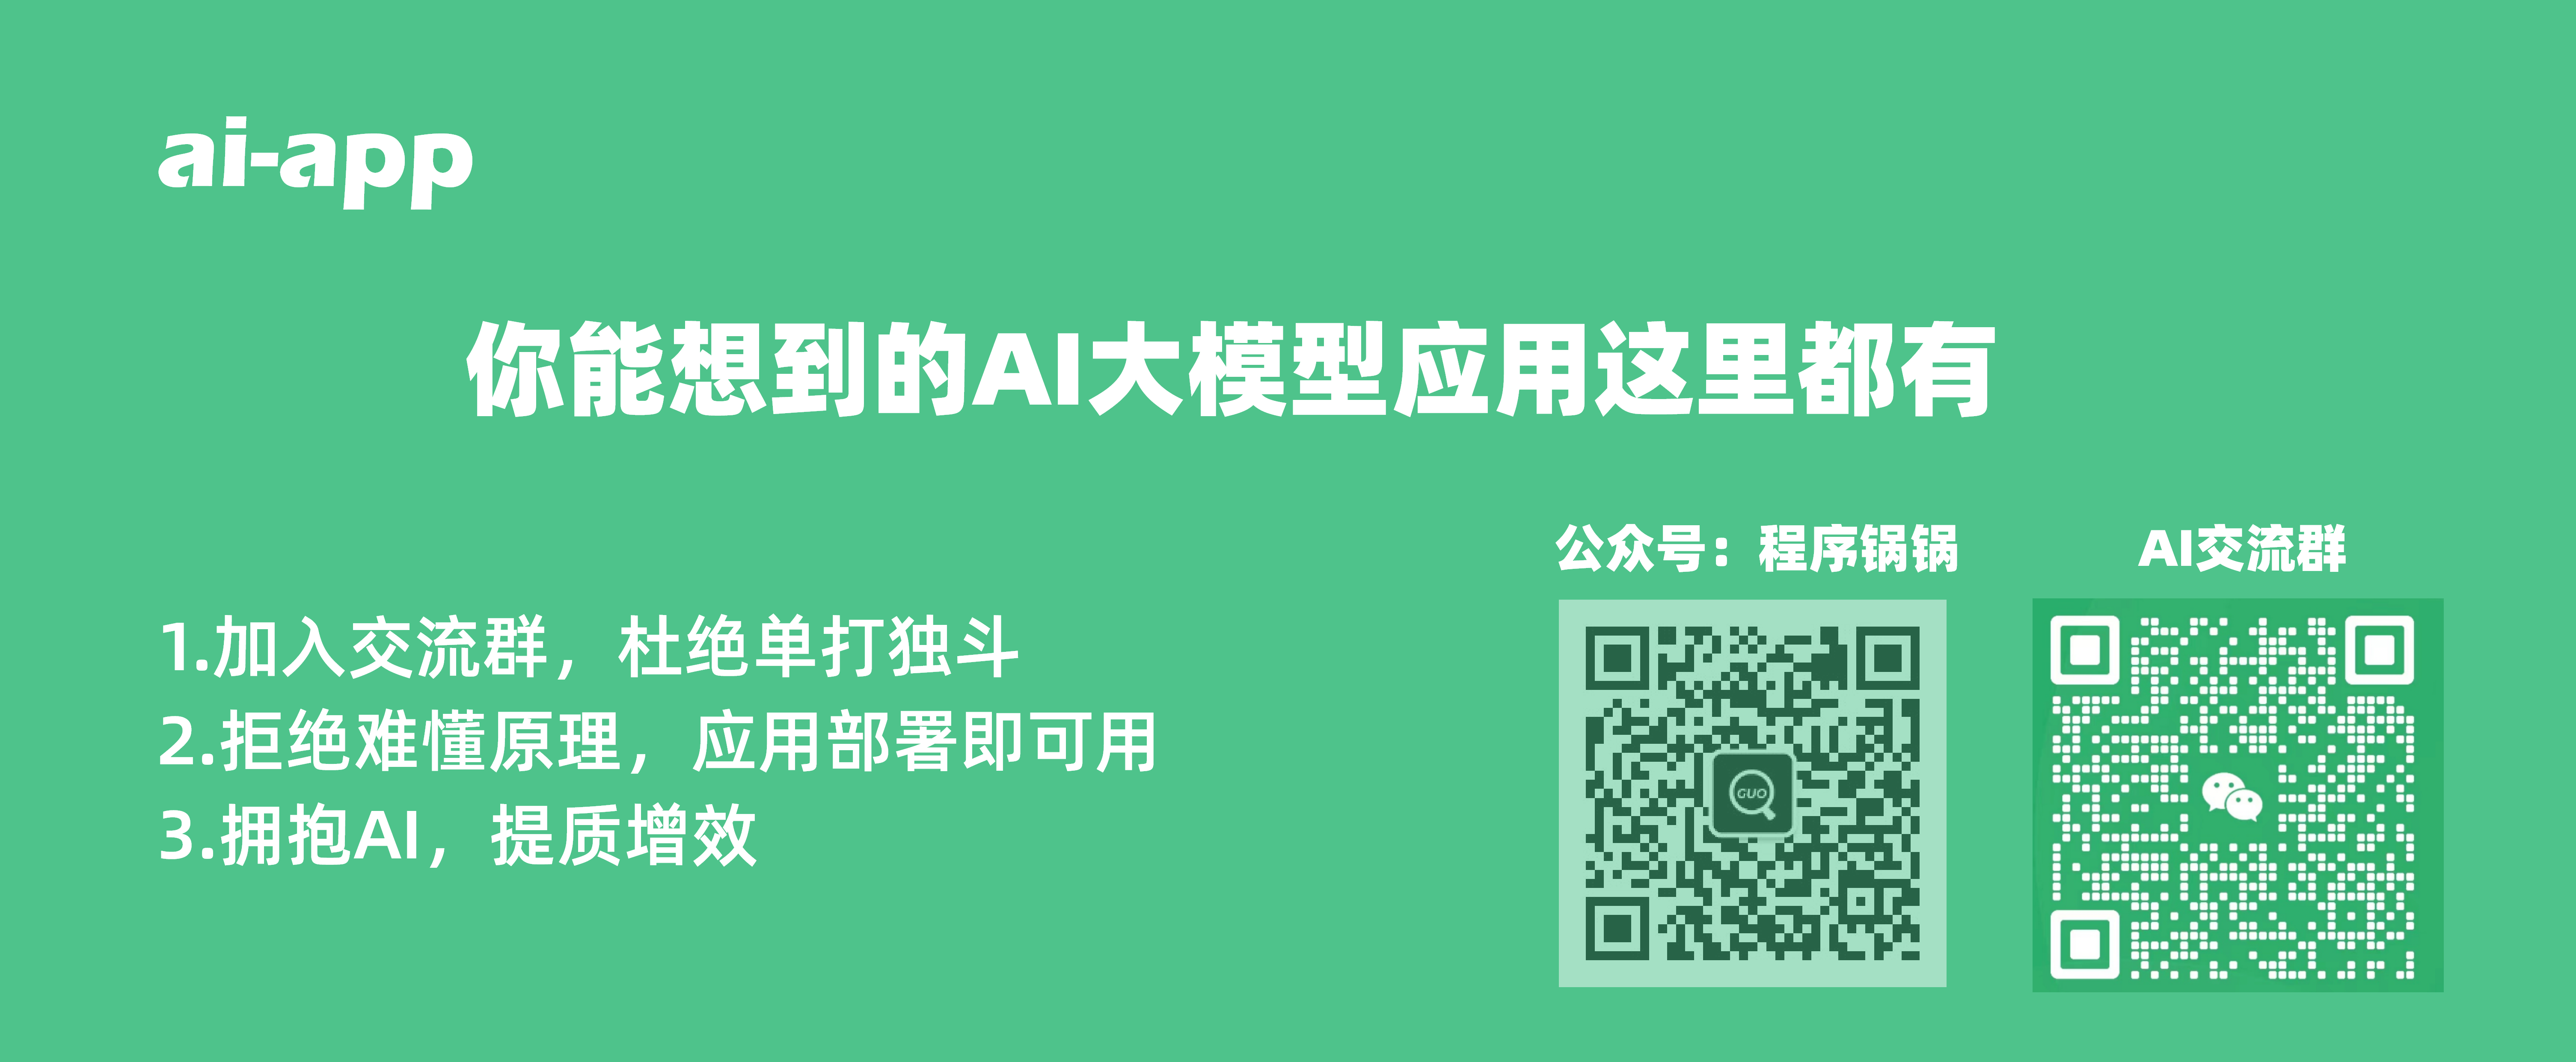 ai-app
你能想到的AI大模型应用这里都有
公众号：程序锅锅
AI交流群
1.加入交流群，杜绝单打独斗
2.拒绝难懂原理，应用部署即可用
3.拥抱AI，提质增效
GUO